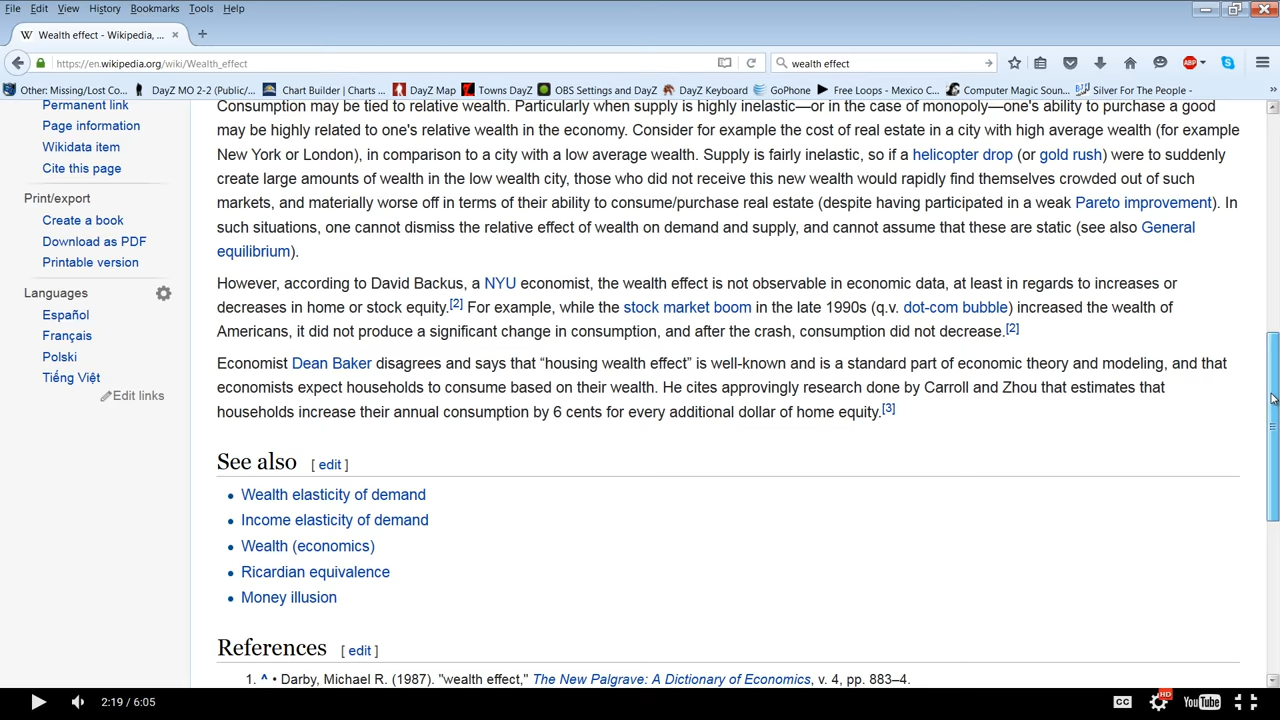 File Edit View History Bookmarks Tools Help
W Wealth effect - Wikipedia, ... × +
https://en.wikipedia.org/wiki/Wealth_effect wealth effect ABP
Other: Missing/Lost Co... DayZ MO 2-2 (Public/... Chart Builder | Charts ... DayZ Map Towns DayZ OBS Settings and DayZ DayZ Keyboard GoPhone Free Loops - Mexico C... Computer Magic Soun... Silver For The People - »
Permanent link
Page information
Wikidata item
Cite this page
Print/export
Create a book
Download as PDF
Printable version
Languages
Español
Français
Polski
Tiếng Việt
Edit links
Consumption may be tied to relative wealth. Particularly when supply is highly inelastic—or in the case of monopoly—one's ability to purchase a good
may be highly related to one's relative wealth in the economy. Consider for example the cost of real estate in a city with high average wealth (for example
New York or London), in comparison to a city with a low average wealth. Supply is fairly inelastic, so if a helicopter drop (or gold rush) were to suddenly
create large amounts of wealth in the low wealth city, those who did not receive this new wealth would rapidly find themselves crowded out of such
markets, and materially worse off in terms of their ability to consume/purchase real estate (despite having participated in a weak Pareto improvement). In
such situations, one cannot dismiss the relative effect of wealth on demand and supply, and cannot assume that these are static (see also General
equilibrium).
However, according to David Backus, a NYU economist, the wealth effect is not observable in economic data, at least in regards to increases or
decreases in home or stock equity.[2] For example, while the stock market boom in the late 1990s (q.v. dot-com bubble) increased the wealth of
Americans, it did not produce a significant change in consumption, and after the crash, consumption did not decrease.[2]
Economist Dean Baker disagrees and says that “housing wealth effect” is well-known and is a standard part of economic theory and modeling, and that
economists expect households to consume based on their wealth. He cites approvingly research done by Carroll and Zhou that estimates that
households increase their annual consumption by 6 cents for every additional dollar of home equity.[3]
See also [ edit ]
• Wealth elasticity of demand
• Income elasticity of demand
• Wealth (economics)
• Ricardian equivalence
• Money illusion
References [ edit ]
1. ^ • Darby, Michael R. (1987). "wealth effect," The New Palgrave: A Dictionary of Economics, v. 4, pp. 883–4.
2:19 / 6:05 CC HD YouTube